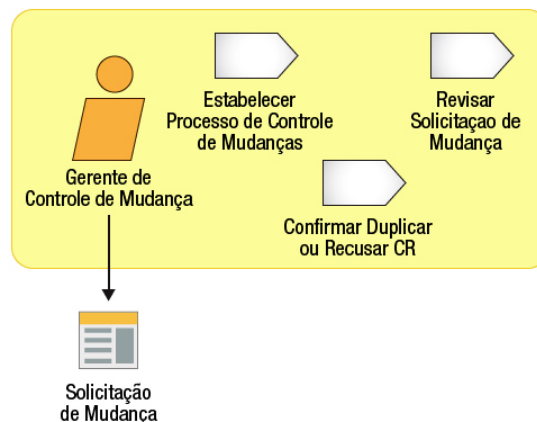 Estabelecer
Processo de Controle
de Mudanças
Revisar
Solicitaçao de
Mudança
Gerente de
Controle de Mudança
Confirmar Duplicar
ou Recusar CR
Solicitação
de Mudança